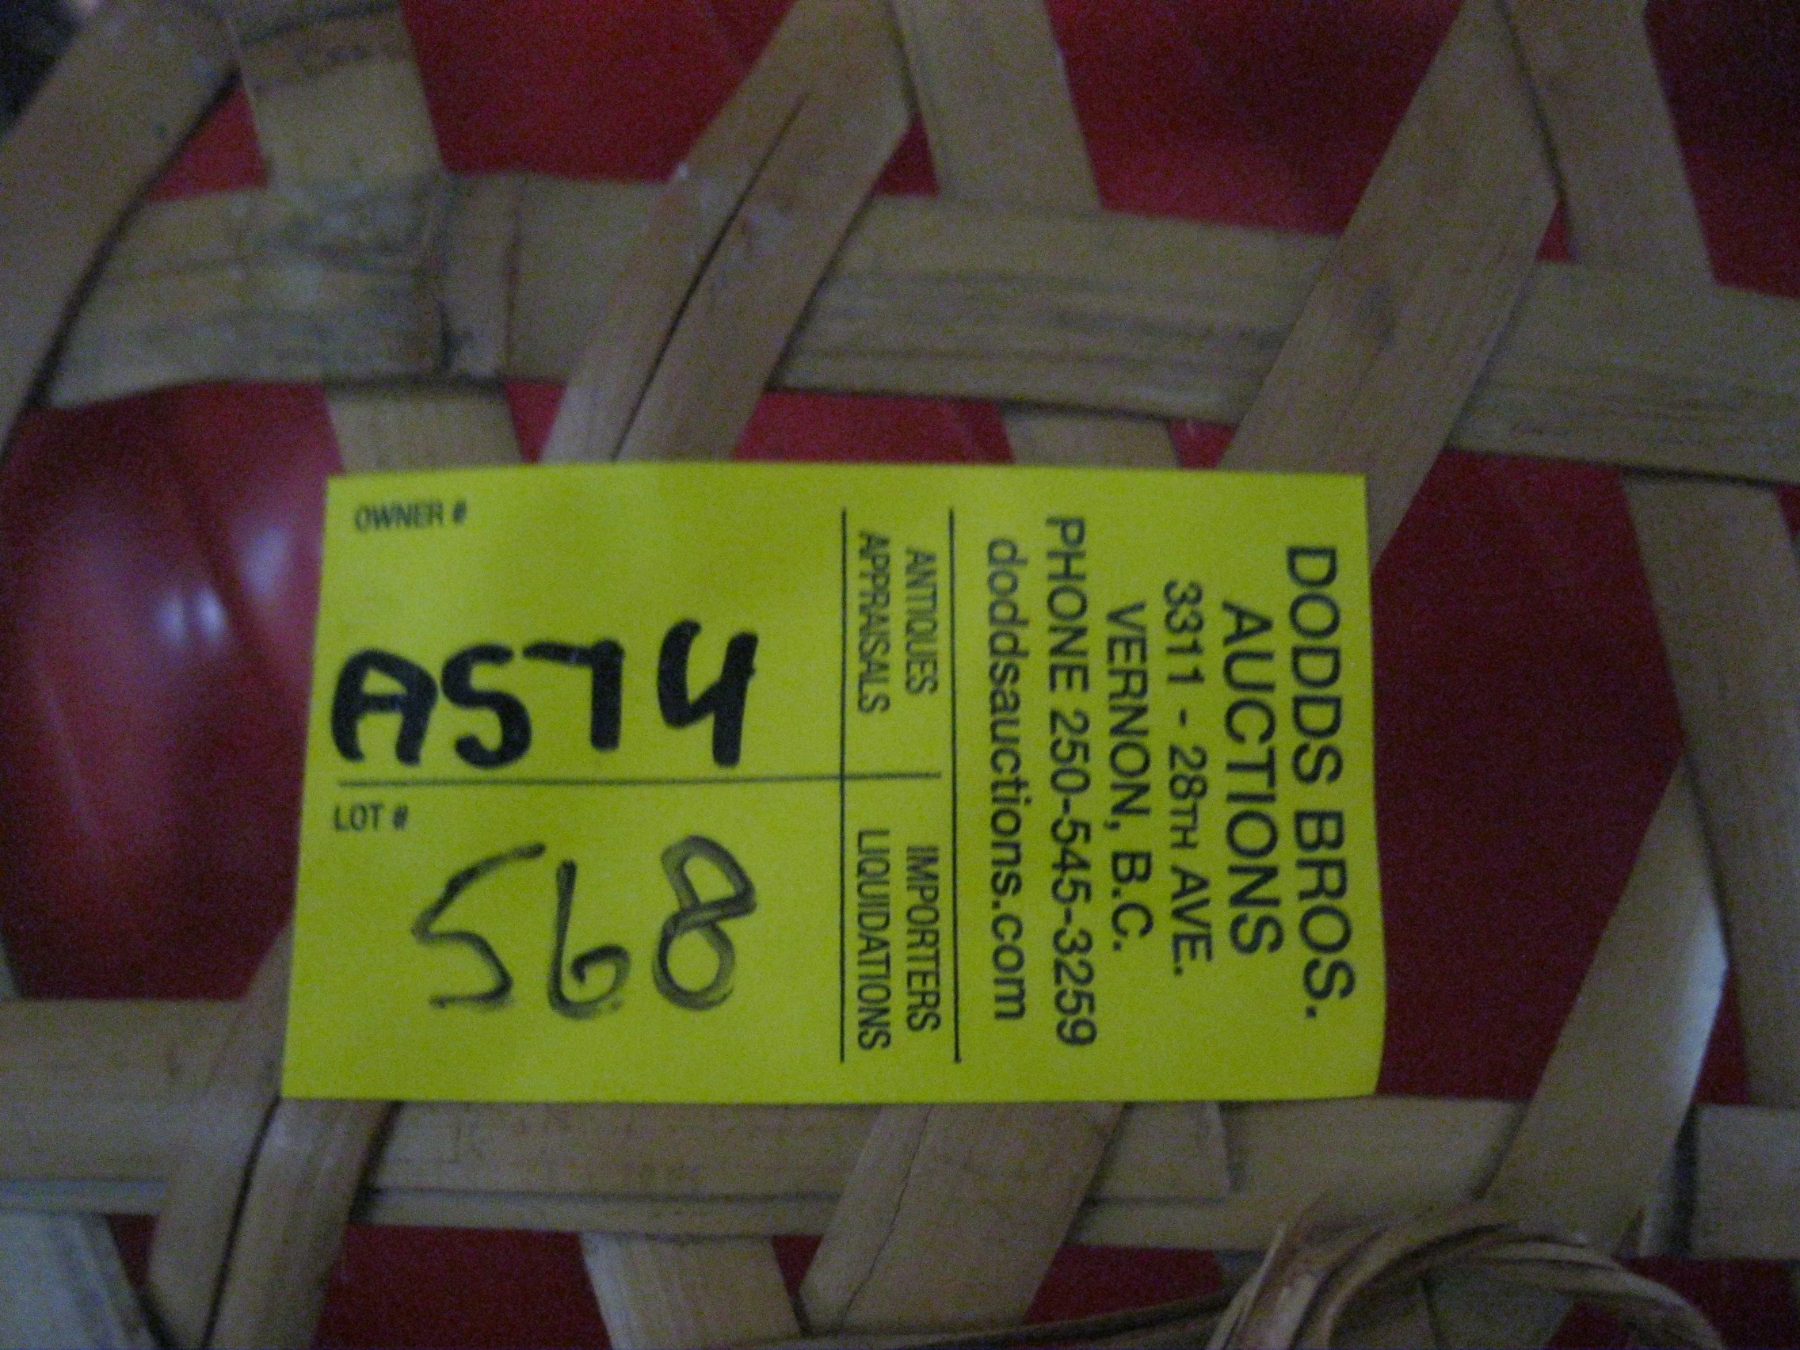 DODDS BROS.
AUCTIONS
3311 - 28TH AVE.
VERNON, B.C.
PHONE 250-545-3259
doddsauctions.com
ANTIQUES IMPORTERS
APPRAISALS LIQUIDATIONS
OWNER #
A574
LOT #
568